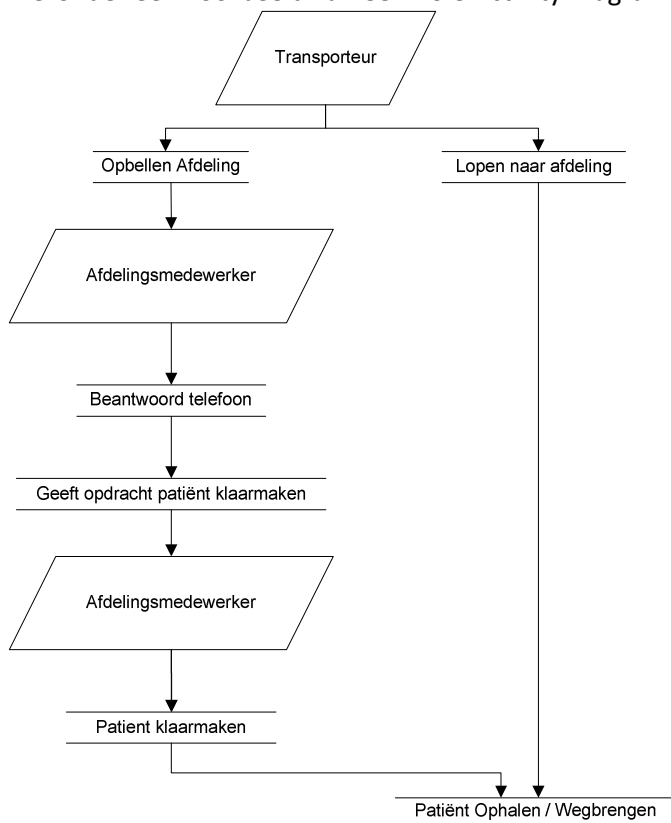 Transporteur
Opbellen Afdeling
Lopen naar afdeling
Afdelingsmedewerker
Beantwoord telefoon
Geeft opdracht patiënt klaarmaken
Afdelingsmedewerker
Patient klaarmaken
Patiënt Ophalen / Wegbrengen